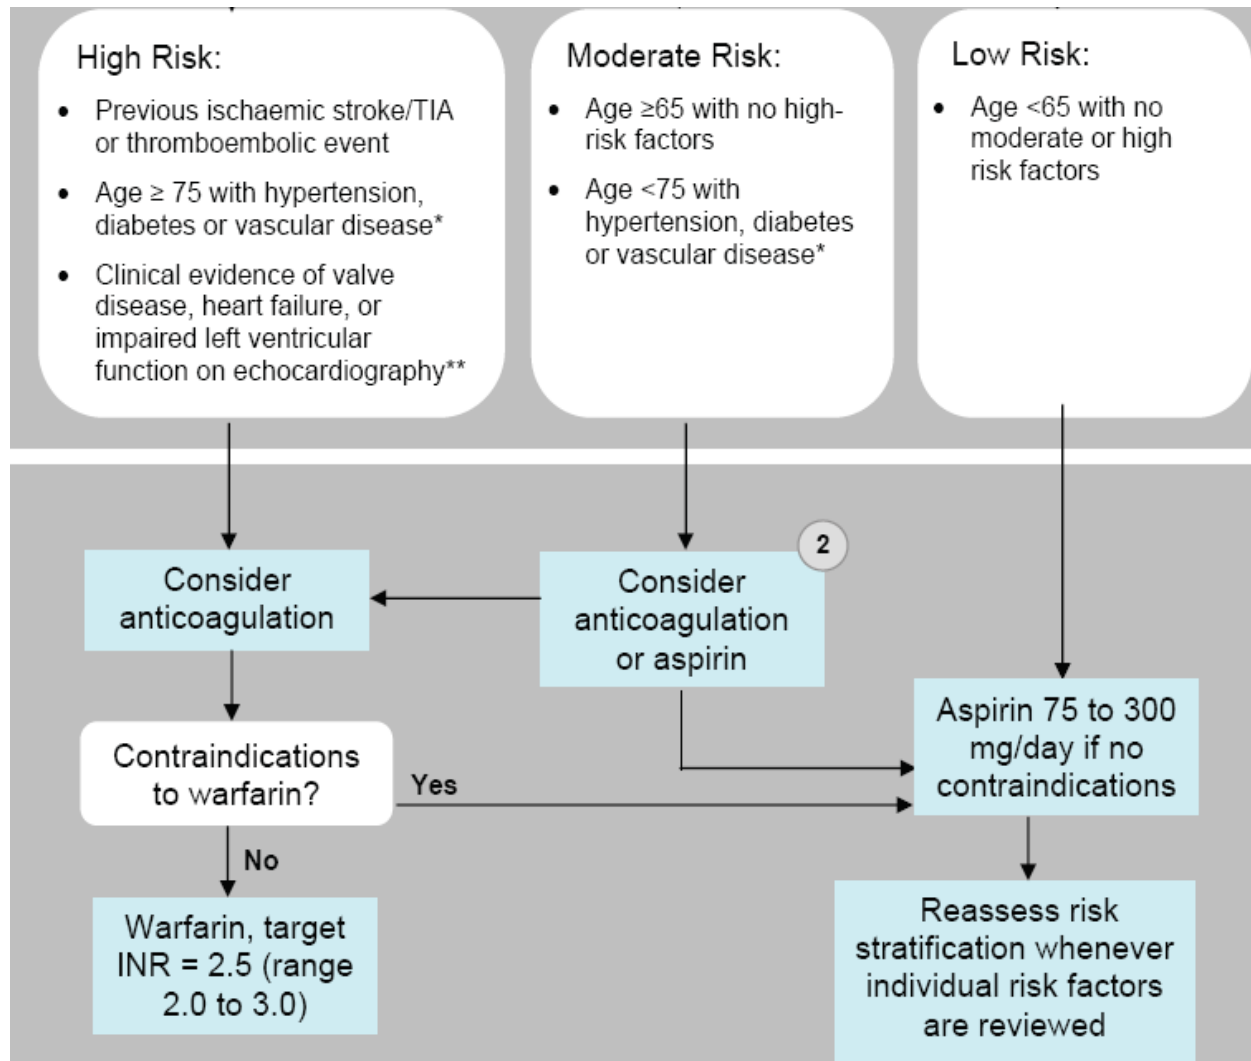 High Risk:
• Previous ischaemic stroke/TIA
or thromboembolic event
• Age ≥ 75 with hypertension,
diabetes or vascular disease*
• Clinical evidence of valve
disease, heart failure, or
impaired left ventricular
function on echocardiography**
Moderate Risk:
• Age ≥65 with no high-
risk factors
• Age <75 with
hypertension, diabetes
or vascular disease*
Low Risk:
• Age <65 with no
moderate or high
risk factors
Consider
anticoagulation
2
Consider
anticoagulation
or aspirin
Contraindications
to warfarin?
Yes
No
Aspirin 75 to 300
mg/day if no
contraindications
Warfarin, target
INR = 2.5 (range
2.0 to 3.0)
Reassess risk
stratification whenever
individual risk factors
are reviewed